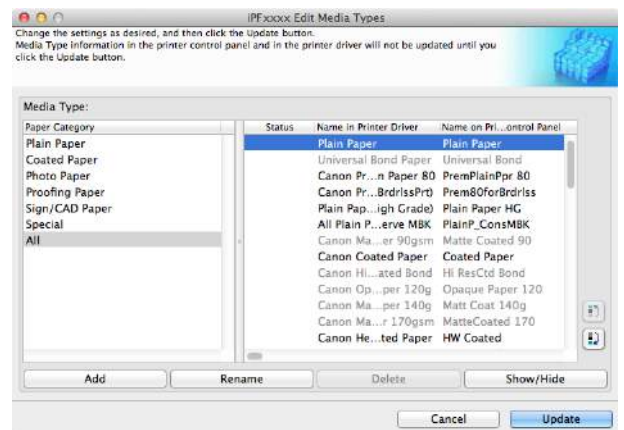 iPFxxxx Edit Media Types
Change the settings as desired, and then click the Update button.
Media Type information in the printer control panel and in the printer driver will not be updated until you
click the Update button.
Media Type:
Paper Category
Plain Paper
Coated Paper
Photo Paper
Proofing Paper
Sign/CAD Paper
Special
All
Status Name in Printer Driver Name on Pri...ontrol Panel
Plain Paper Plain Paper
Universal Bond Paper Universal Bond
Canon Pr...n Paper 80 PremPlainPpr 80
Canon Pr...BrdrlssPrt) Prem80forBrdrlss
Plain Pap...igh Grade) Plain Paper HG
All Plain P...erve MBK PlainP_ConsMBK
Canon Ma...er 90gsm Matte Coated 90
Canon Coated Paper Coated Paper
Canon Hi...ated Bond Hi ResCtd Bond
Canon Op...per 120g Opaque Paper 120
Canon Ma...per 140g Matt Coat 140g
Canon Ma...r 170gsm MatteCoated 170
Canon He...ted Paper HW Coated
Add Rename Delete Show/Hide
Cancel Update